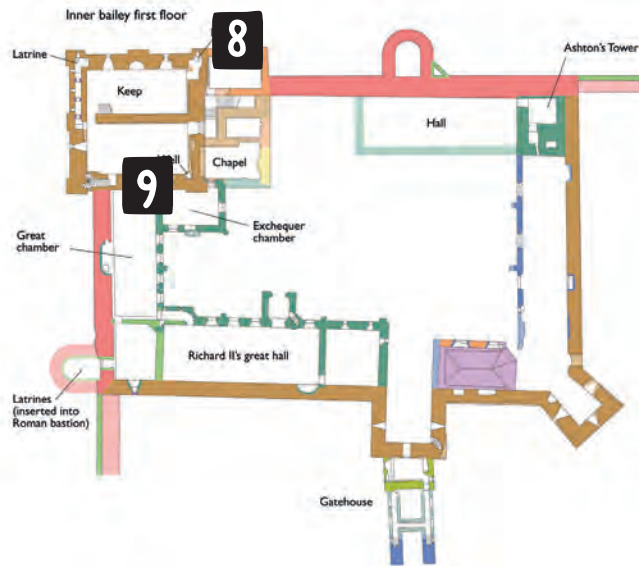 Inner bailey first floor
8
Latrine
Ashton's Tower
Keep
Hall
Chapel
9
Exchequer
chamber
Great
chamber
Richard II's great hall
Latrines
(inserted into
Roman bastion)
Gatehouse